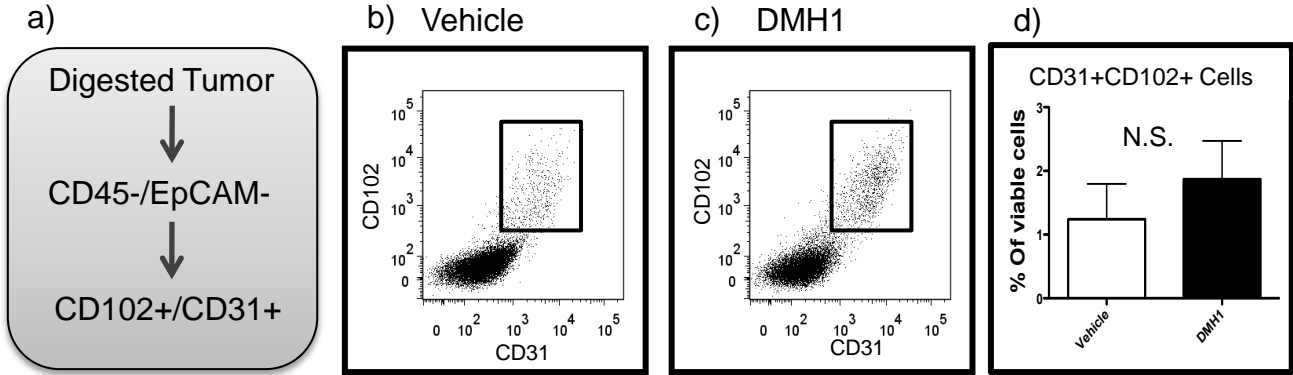 a)
Digested Tumor
CD45-/EpCAM-
CD102+/CD31+
b) Vehicle
CD102
10^5
10^4
10^3
10^2
0
0 10^2 10^3 10^4 10^5
CD31
c) DMH1
CD102
10^5
10^4
10^3
10^2
0
0 10^2 10^3 10^4 10^5
CD31
d)
CD31+CD102+ Cells
% Of viable cells
3
2
1
0
N.S.
Vehicle
DMH1